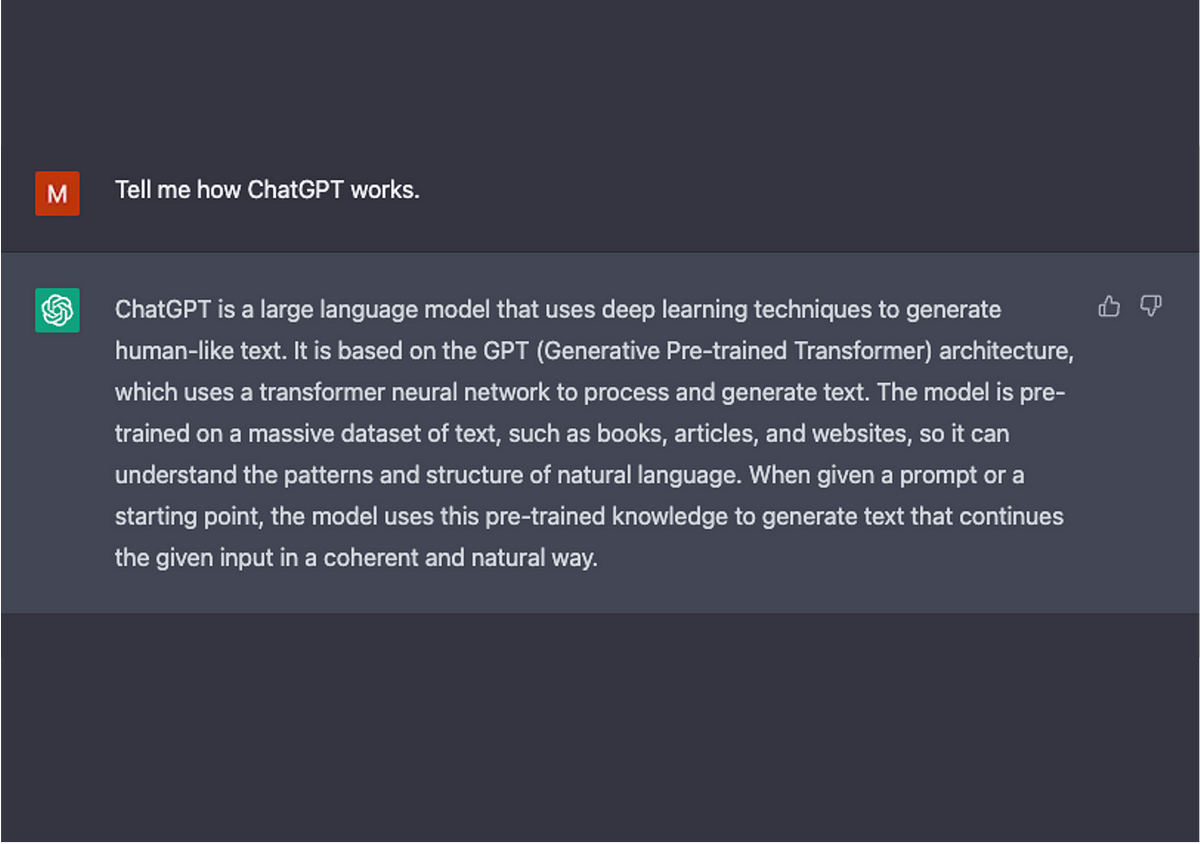 M
Tell me how ChatGPT works.
ChatGPT is a large language model that uses deep learning techniques to generate
human-like text. It is based on the GPT (Generative Pre-trained Transformer) architecture,
which uses a transformer neural network to process and generate text. The model is pre-
trained on a massive dataset of text, such as books, articles, and websites, so it can
understand the patterns and structure of natural language. When given a prompt or a
starting point, the model uses this pre-trained knowledge to generate text that continues
the given input in a coherent and natural way.